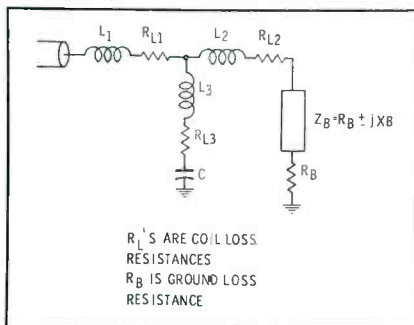 L1 RL1 L2 RL2
L3
ZB=RB ± jXB
RL3
C
RB
RL'S ARE COIL LOSS
RESISTANCES
RB IS GROUND LOSS
RESISTANCE